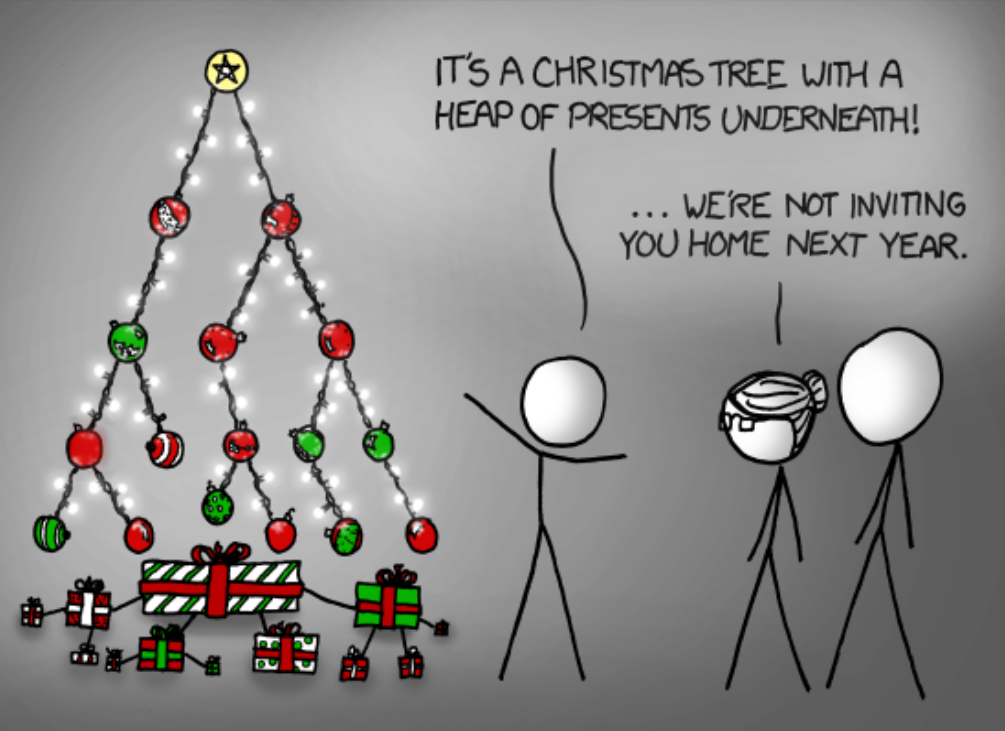 IT'S A CHRISTMAS TREE WITH A
HEAP OF PRESENTS UNDERNEATH!
... WE'RE NOT INVITING
YOU HOME NEXT YEAR.